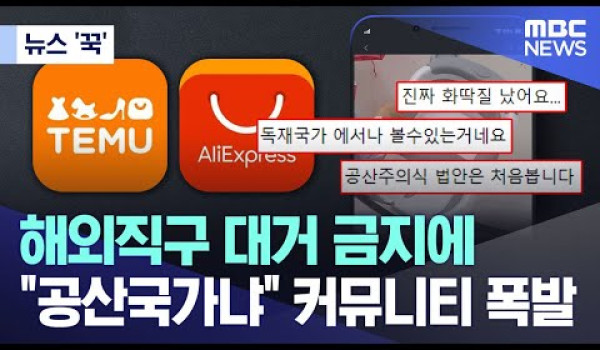 뉴스 '꾹'
MBC
NEWS
TEMU
AliExpress
진짜 화딱질 났어요...
독재국가 에서나 볼수있는거네요
공산주의식 법안은 처음봅니다
해외직구 대거 금지에
"공산국가냐" 커뮤니티 폭발